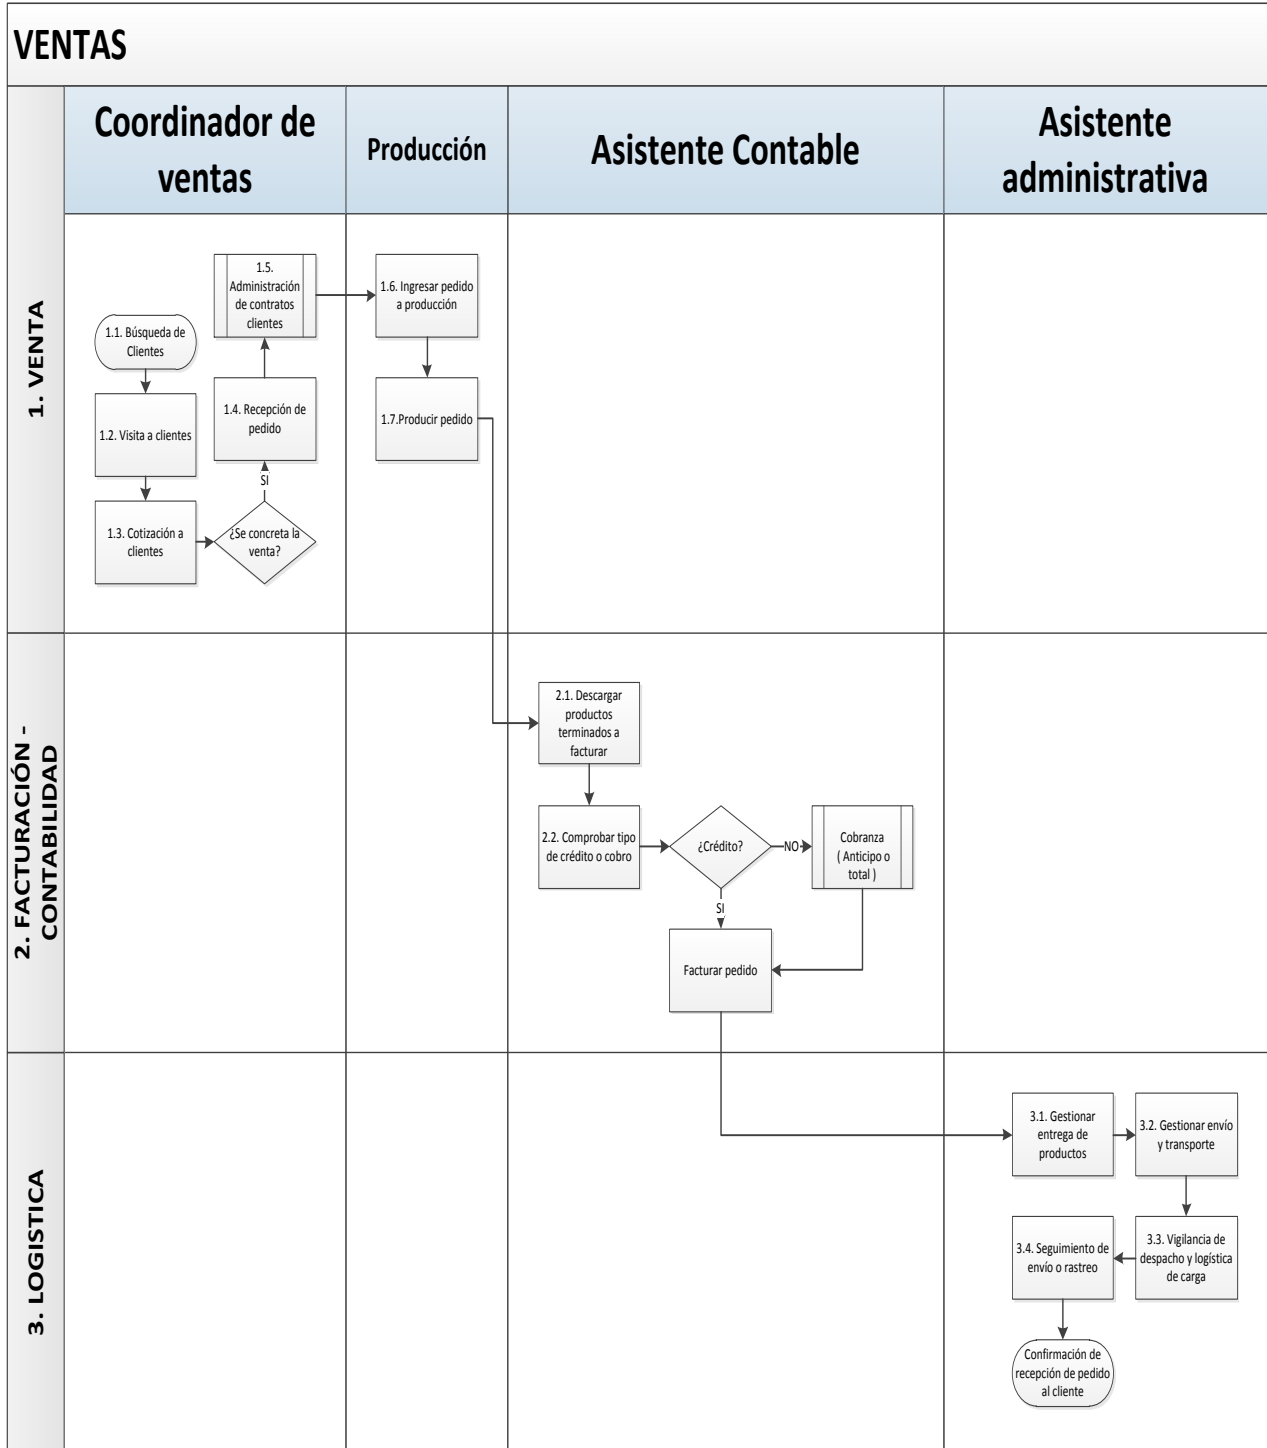 VENTAS
Coordinador de
ventas
Producción
Asistente Contable
Asistente
administrativa
1. VENTA
1.1. Búsqueda de
Clientes
1.2. Visita a clientes
1.3. Cotización a
clientes
¿Se concreta la
venta?
SI
1.4. Recepción de
pedido
1.5.
Administración
de contratos
clientes
1.6. Ingresar pedido
a producción
1.7.Producir pedido
2. FACTURACIÓN -
CONTABILIDAD
2.1. Descargar
productos
terminados a
facturar
2.2. Comprobar tipo
de crédito o cobro
¿Crédito?
NO
Cobranza
( Anticipo o
total )
SI
Facturar pedido
3. LOGISTICA
3.1. Gestionar
entrega de
productos
3.2. Gestionar envío
y transporte
3.3. Vigilancia de
despacho y logística
de carga
3.4. Seguimiento de
envío o rastreo
Confirmación de
recepción de pedido
al cliente